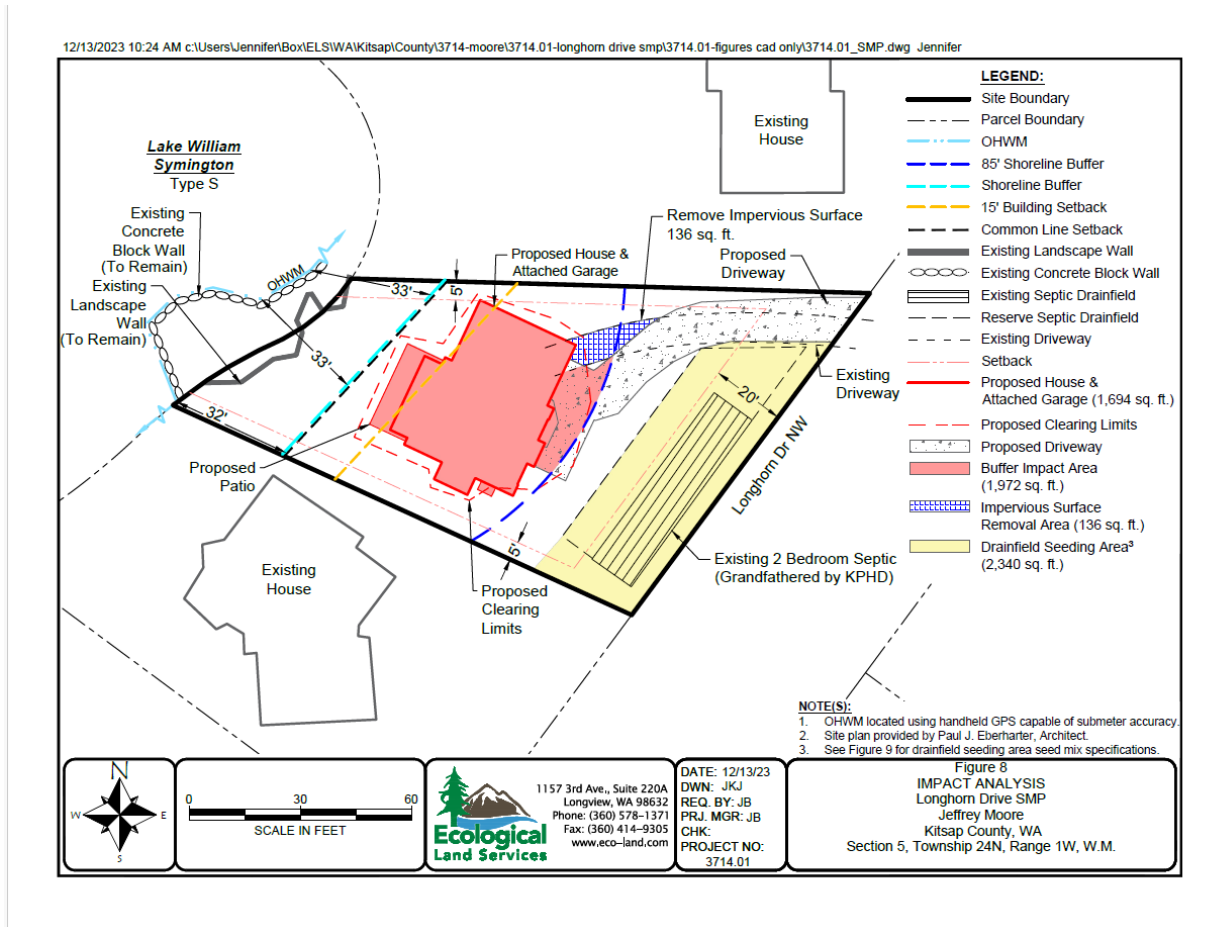 12/13/2023 10:24 AM c:\Users\Jennifer\Box\ELS\WA\Kitsap\County\3714-moore\3714.01-longhorn drive smp\3714.01-figures cad only\3714.01_SMP.dwg Jennifer
Lake William
Symington
Type S
Existing
Concrete
Block Wall
(To Remain)
Existing
Landscape
Wall
(To Remain)
OHWM
33'
33'
32'
5'
Proposed House &
Attached Garage
Existing
House
Remove Impervious Surface
136 sq. ft.
Proposed
Driveway
Existing
Driveway
20'
Longhorn Dr NW
Proposed
Patio
Existing
House
5'
Proposed
Clearing
Limits
Existing 2 Bedroom Septic
(Grandfathered by KPHD)
LEGEND:
Site Boundary
Parcel Boundary
OHWM
85' Shoreline Buffer
Shoreline Buffer
15' Building Setback
Common Line Setback
Existing Landscape Wall
Existing Concrete Block Wall
Existing Septic Drainfield
Reserve Septic Drainfield
Existing Driveway
Setback
Proposed House &
Attached Garage (1,694 sq. ft.)
Proposed Clearing Limits
Proposed Driveway
Buffer Impact Area
(1,972 sq. ft.)
Impervious Surface
Removal Area (136 sq. ft.)
Drainfield Seeding Area³
(2,340 sq. ft.)
NOTE(S):
1. OHWM located using handheld GPS capable of submeter accuracy.
2. Site plan provided by Paul J. Eberharter, Architect.
3. See Figure 9 for drainfield seeding area seed mix specifications.
N
W
E
S
0 30 60
SCALE IN FEET
Ecological
Land Services
1157 3rd Ave., Suite 220A
Longview, WA 98632
Phone: (360) 578-1371
Fax: (360) 414-9305
www.eco-land.com
DATE: 12/13/23
DWN: JKJ
REQ. BY: JB
PRJ. MGR: JB
CHK:
PROJECT NO:
3714.01
Figure 8
IMPACT ANALYSIS
Longhorn Drive SMP
Jeffrey Moore
Kitsap County, WA
Section 5, Township 24N, Range 1W, W.M.